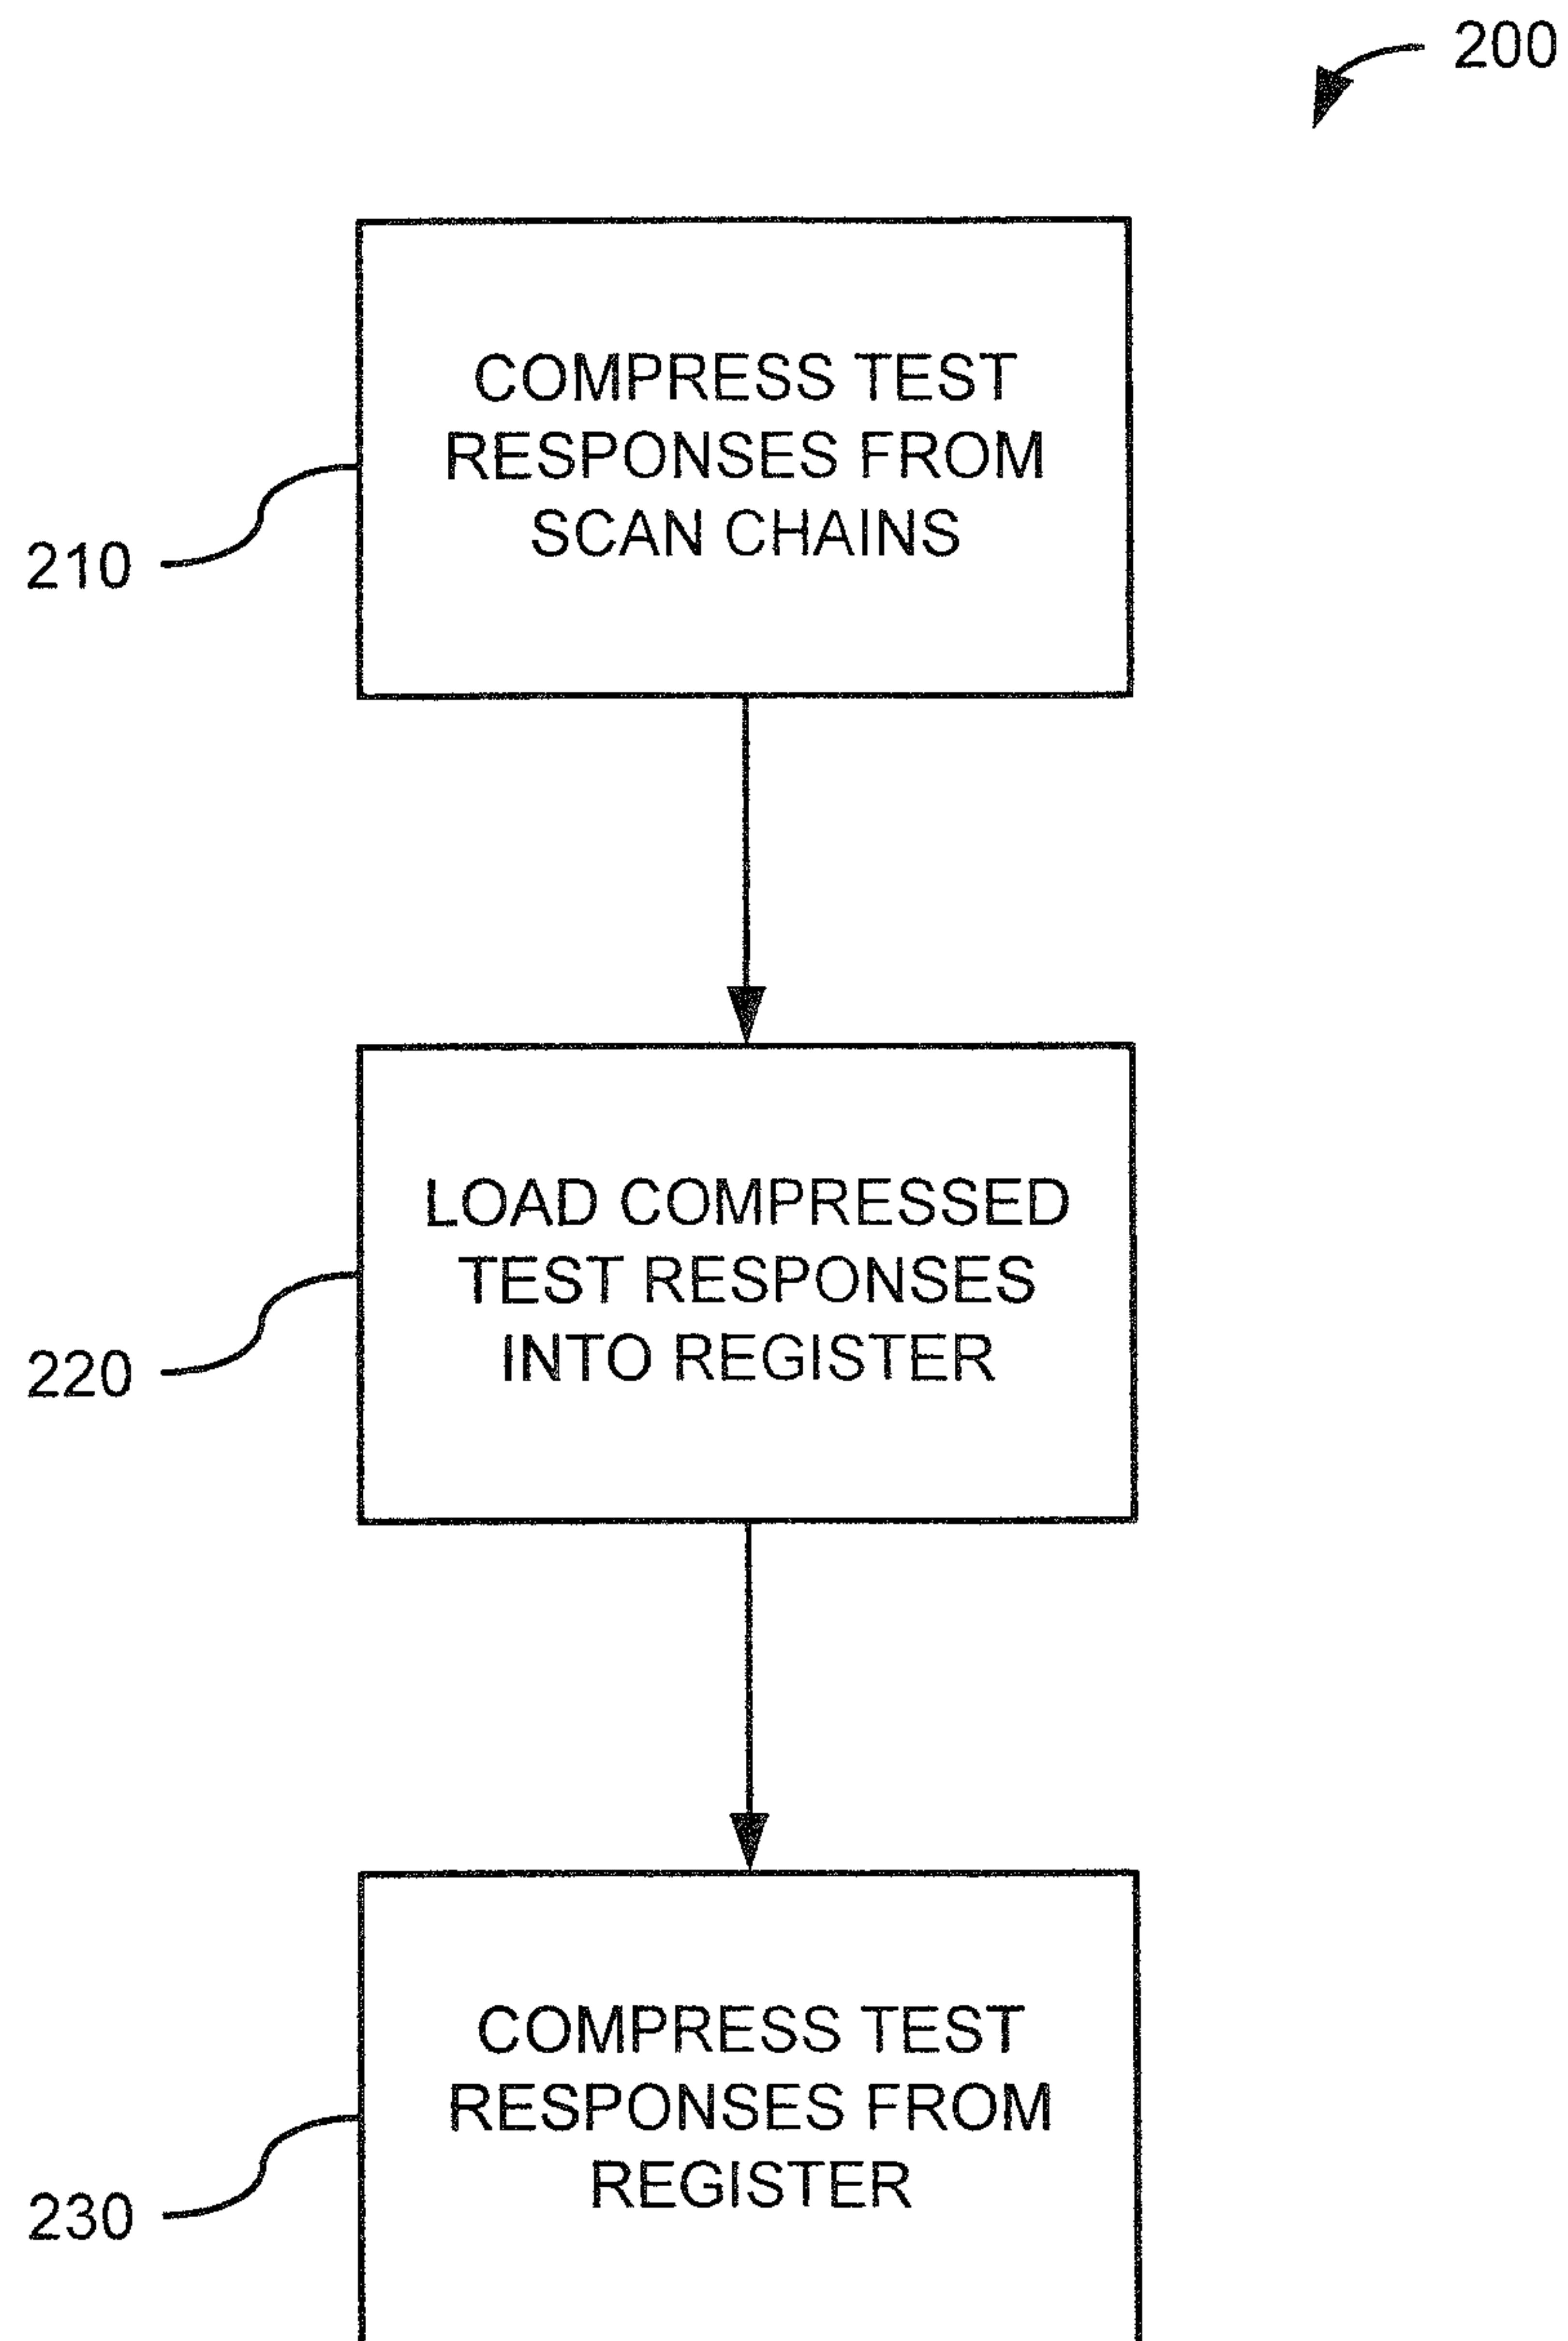 200
COMPRESS TEST
RESPONSES FROM
SCAN CHAINS
210
LOAD COMPRESSED
TEST RESPONSES
INTO REGISTER
220
COMPRESS TEST
RESPONSES FROM
REGISTER
230